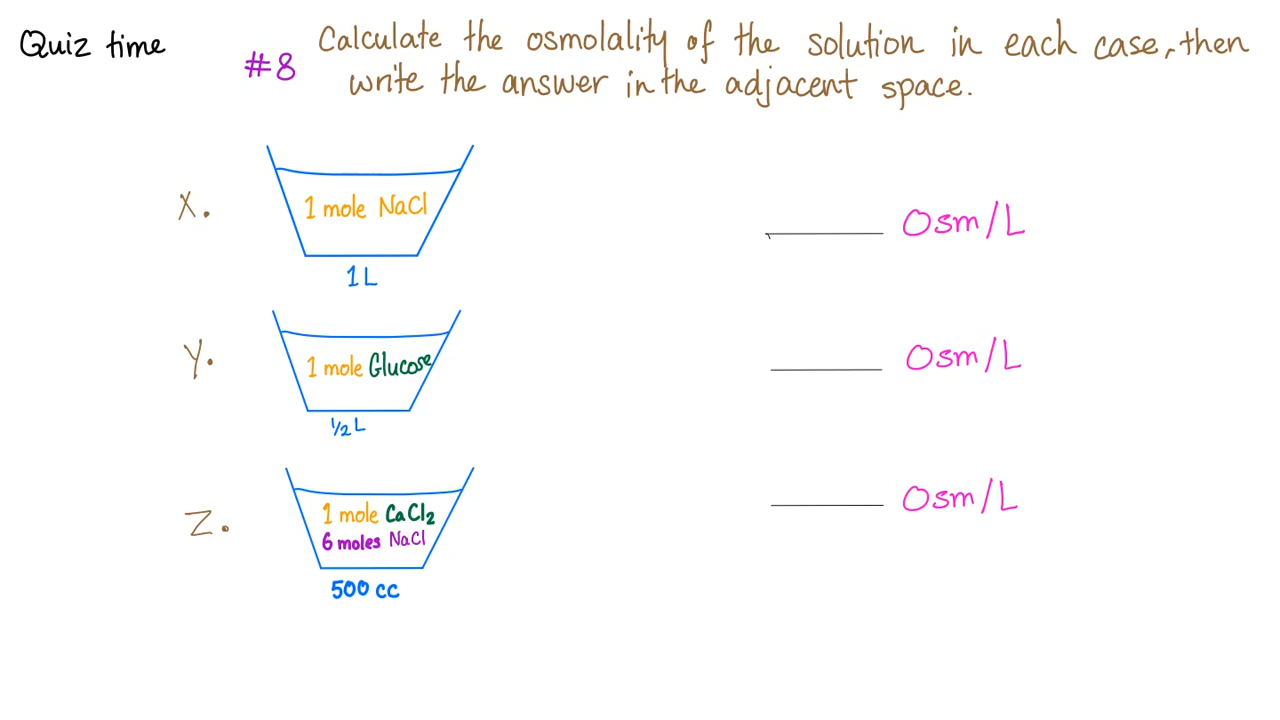 Quiz time
#8 Calculate the osmolality of the solution in each case, then
write the answer in the adjacent space.
X.
1 mole NaCl
1 L
Osm/L
Y.
1 mole Glucose
1/2 L
Osm/L
Z.
1 mole CaCl2
6 moles NaCl
500 cc
Osm/L